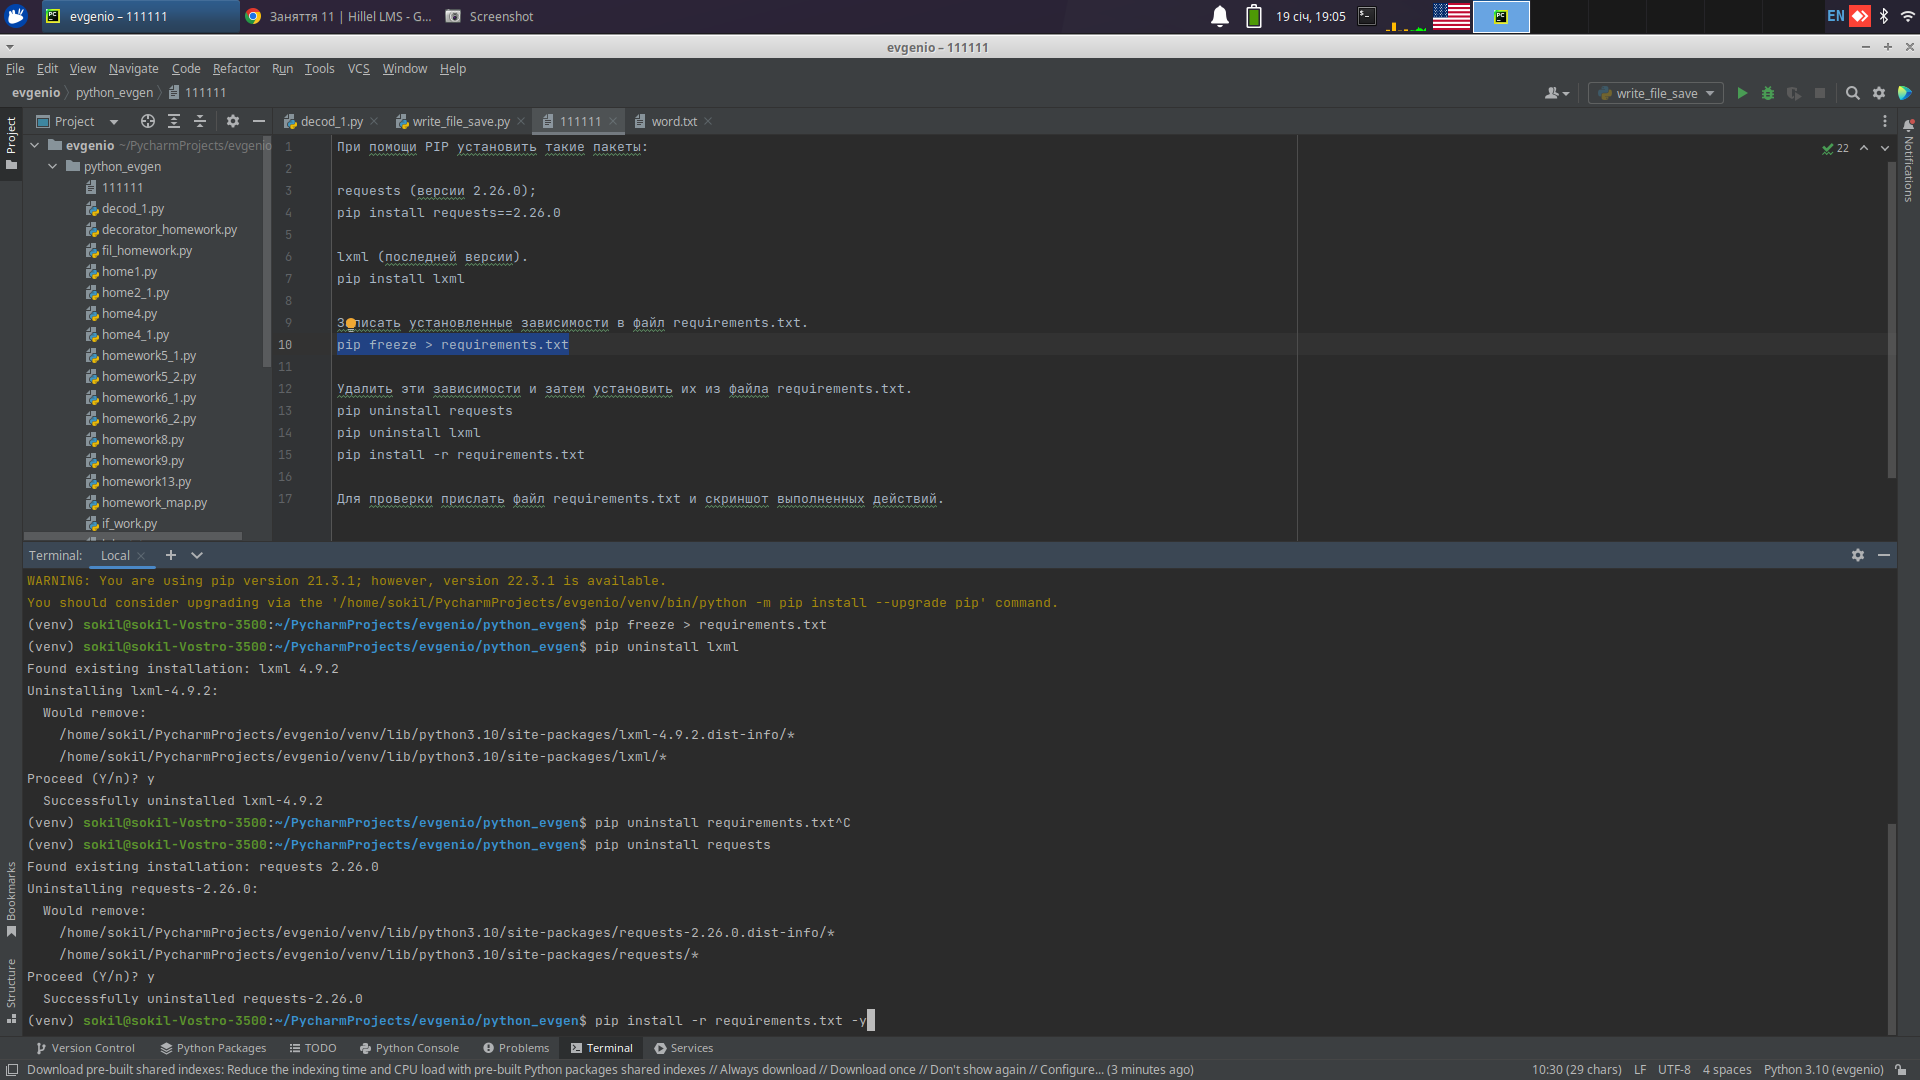 evgenio – 111111
Заняття 11 | Hillel LMS - G...
Screenshot
19 січ, 19:05
EN
evgenio – 111111
File Edit View Navigate Code Refactor Run Tools VCS Window Help
evgenio python_evgen 111111
write_file_save
Project
decod_1.py
write_file_save.py
111111
word.txt
evgenio ~/PycharmProjects/evgenio
python_evgen
111111
decod_1.py
decorator_homework.py
fil_homework.py
home1.py
home2_1.py
home4.py
home4_1.py
homework5_1.py
homework5_2.py
homework6_1.py
homework6_2.py
homework8.py
homework9.py
homework13.py
homework_map.py
if_work.py
Project
Bookmarks
Structure
Notifications
22
1 При помощи PIP установить такие пакеты:
2
3 requests (версии 2.26.0);
4 pip install requests==2.26.0
5
6 lxml (последней версии).
7 pip install lxml
8
9 Записать установленные зависимости в файл requirements.txt.
10 pip freeze > requirements.txt
11
12 Удалить эти зависимости и затем установить их из файла requirements.txt.
13 pip uninstall requests
14 pip uninstall lxml
15 pip install -r requirements.txt
16
17 Для проверки прислать файл requirements.txt и скриншот выполненных действий.
Terminal: Local
WARNING: You are using pip version 21.3.1; however, version 22.3.1 is available.
You should consider upgrading via the '/home/sokil/PycharmProjects/evgenio/venv/bin/python -m pip install --upgrade pip' command.
(venv) sokil@sokil-Vostro-3500:~/PycharmProjects/evgenio/python_evgen$ pip freeze > requirements.txt
(venv) sokil@sokil-Vostro-3500:~/PycharmProjects/evgenio/python_evgen$ pip uninstall lxml
Found existing installation: lxml 4.9.2
Uninstalling lxml-4.9.2:
Would remove:
/home/sokil/PycharmProjects/evgenio/venv/lib/python3.10/site-packages/lxml-4.9.2.dist-info/*
/home/sokil/PycharmProjects/evgenio/venv/lib/python3.10/site-packages/lxml/*
Proceed (Y/n)? y
Successfully uninstalled lxml-4.9.2
(venv) sokil@sokil-Vostro-3500:~/PycharmProjects/evgenio/python_evgen$ pip uninstall requirements.txt^C
(venv) sokil@sokil-Vostro-3500:~/PycharmProjects/evgenio/python_evgen$ pip uninstall requests
Found existing installation: requests 2.26.0
Uninstalling requests-2.26.0:
Would remove:
/home/sokil/PycharmProjects/evgenio/venv/lib/python3.10/site-packages/requests-2.26.0.dist-info/*
/home/sokil/PycharmProjects/evgenio/venv/lib/python3.10/site-packages/requests/*
Proceed (Y/n)? y
Successfully uninstalled requests-2.26.0
(venv) sokil@sokil-Vostro-3500:~/PycharmProjects/evgenio/python_evgen$ pip install -r requirements.txt -y
Version Control Python Packages TODO Python Console Problems Terminal Services
Download pre-built shared indexes: Reduce the indexing time and CPU load with pre-built Python packages shared indexes // Always download // Download once // Don't show again // Configure... (3 minutes ago)
10:30 (29 chars) LF UTF-8 4 spaces Python 3.10 (evgenio)